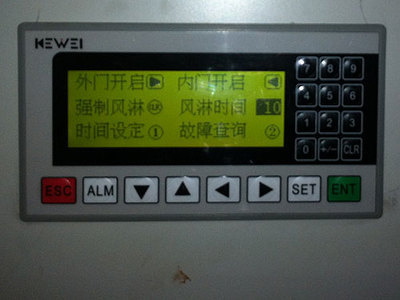 KEWEI
外门开启 内门开启
强制风淋 CLR 风淋时间 10
时间设定① 故障查询②
7 8 9
4 5 6
1 2 3
0 +/- CLR
ESC ALM ▼ ▲ ◀ ▶ SET ENT